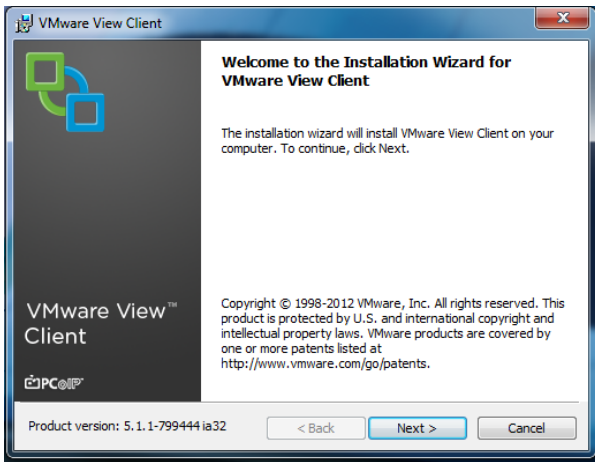 VMware View Client
Welcome to the Installation Wizard for
VMware View Client
The installation wizard will install VMware View Client on your
computer. To continue, click Next.
VMware View™
Client
PCoIP®
Copyright © 1998-2012 VMware, Inc. All rights reserved. This
product is protected by U.S. and international copyright and
intellectual property laws. VMware products are covered by
one or more patents listed at
http://www.vmware.com/go/patents.
Product version: 5.1.1-799444 ia32
< Back
Next >
Cancel